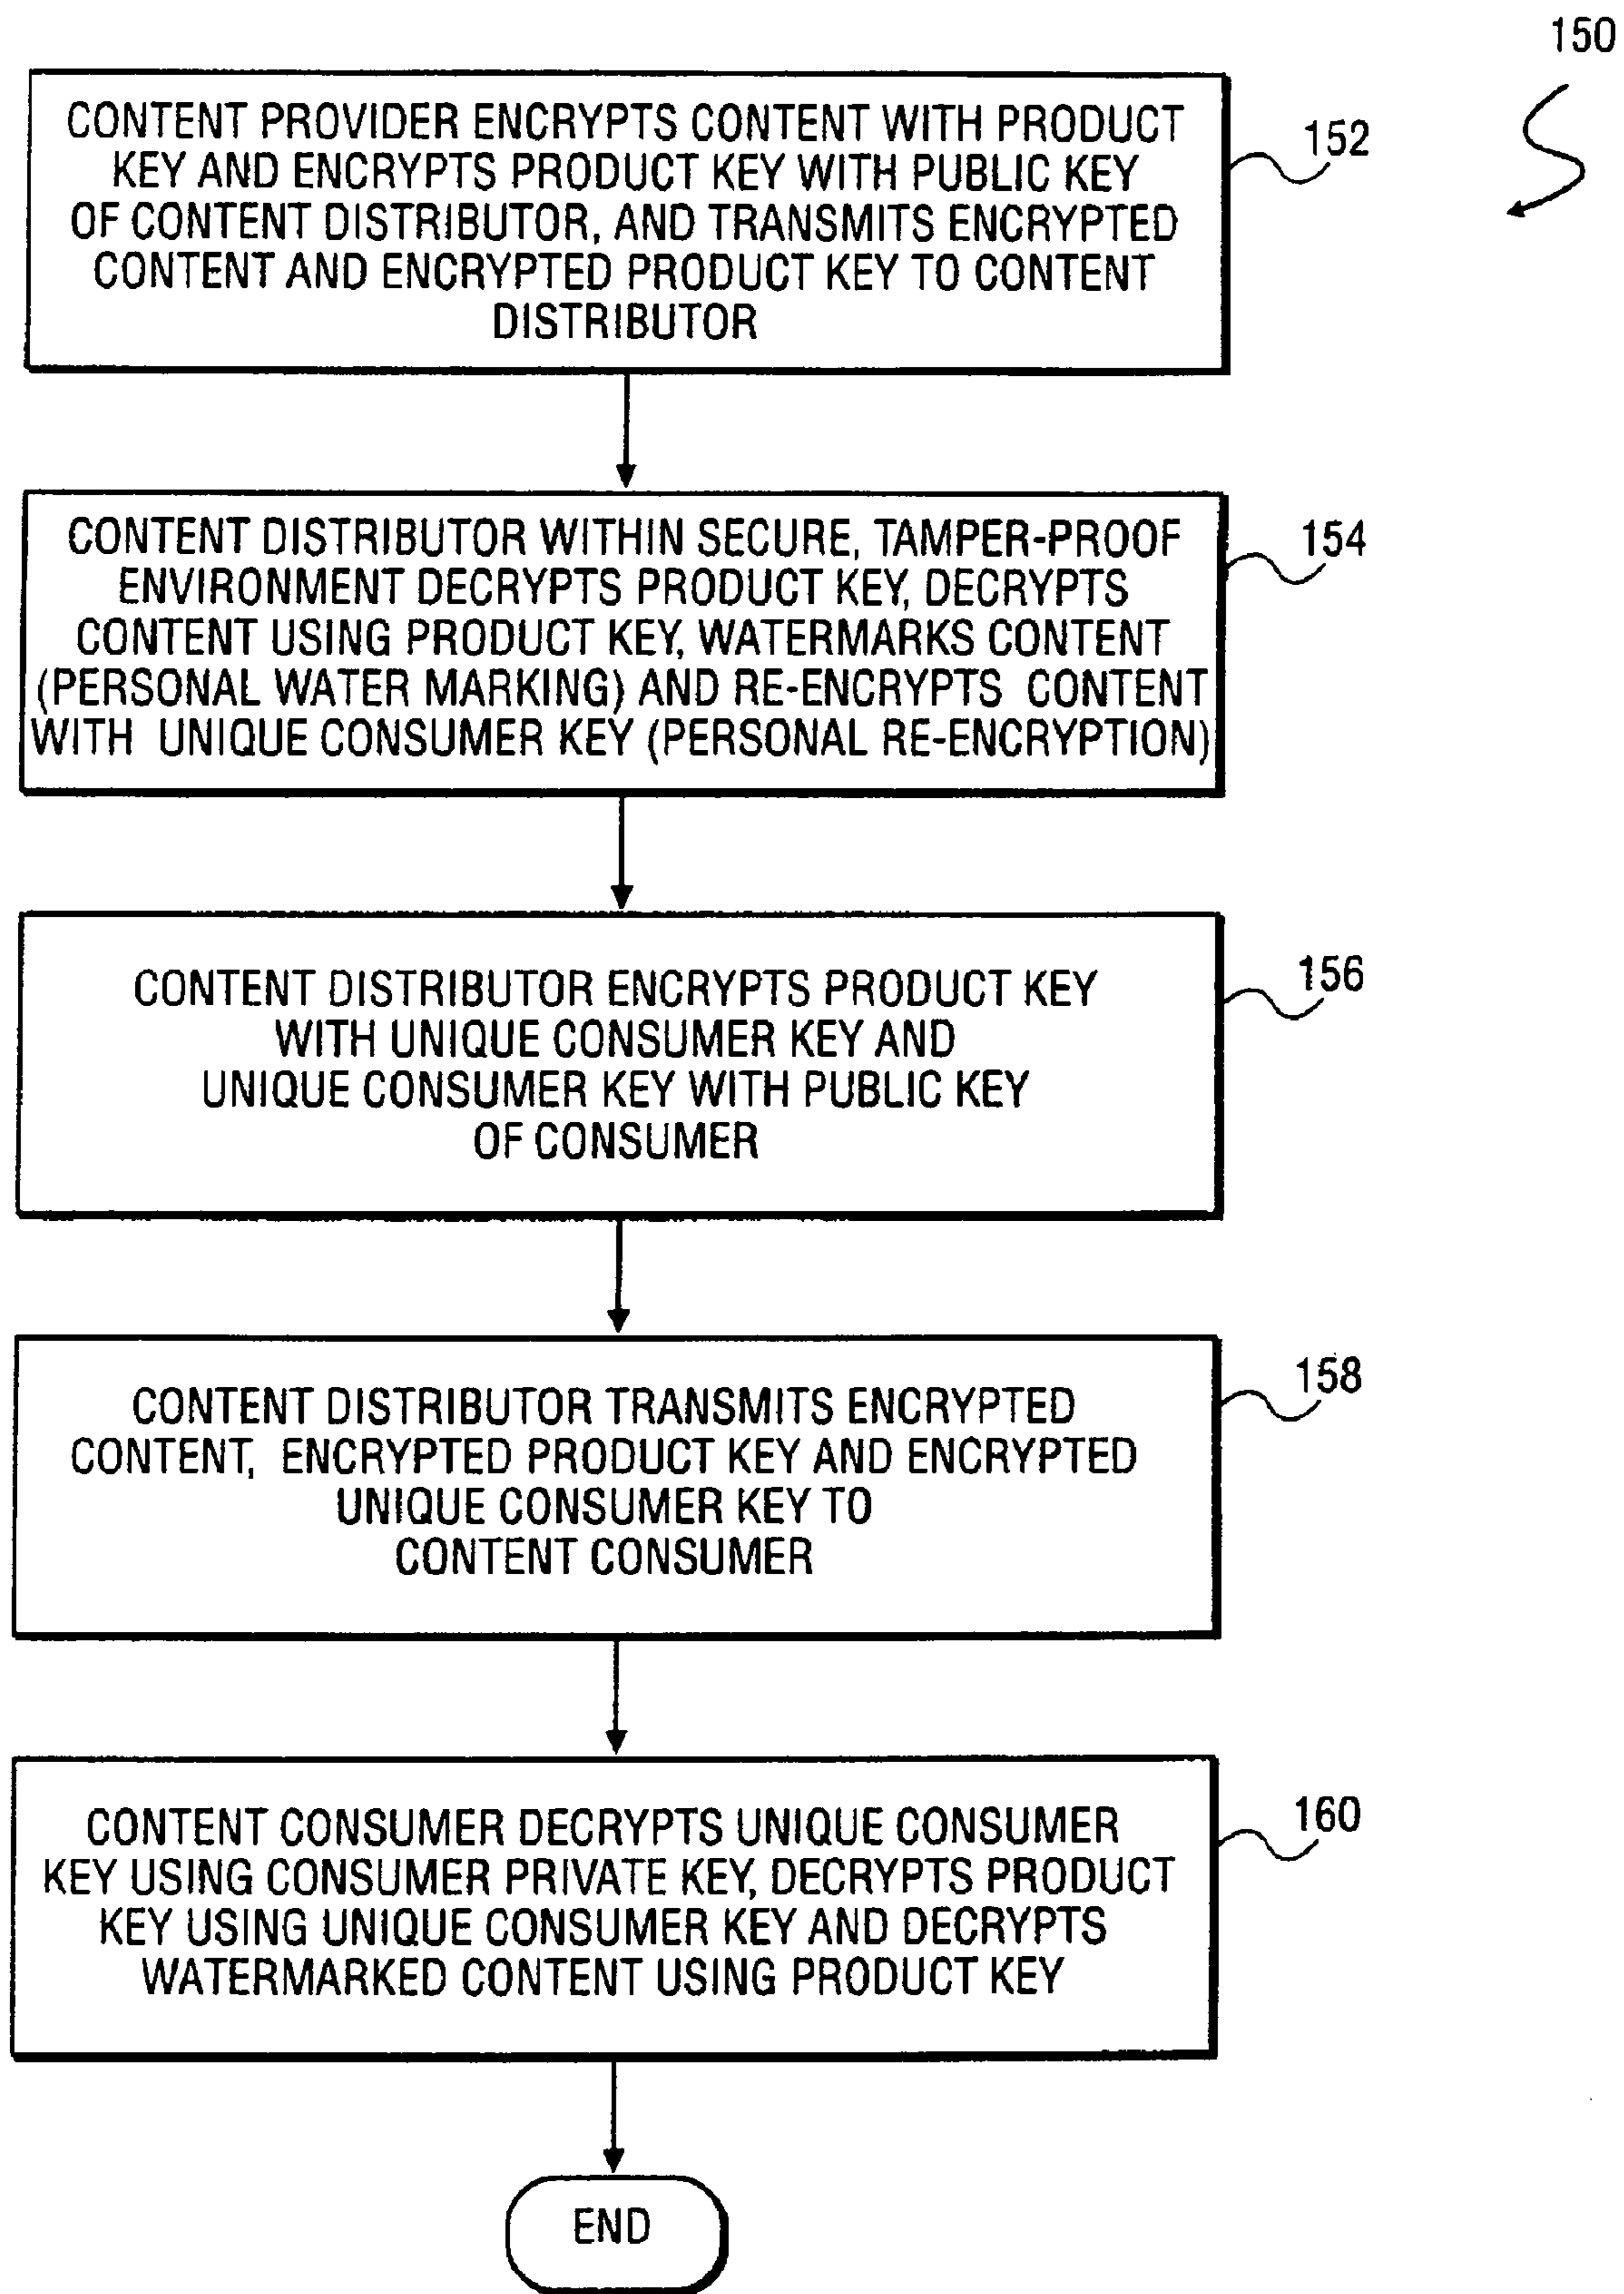 150
CONTENT PROVIDER ENCRYPTS CONTENT WITH PRODUCT
KEY AND ENCRYPTS PRODUCT KEY WITH PUBLIC KEY
OF CONTENT DISTRIBUTOR, AND TRANSMITS ENCRYPTED
CONTENT AND ENCRYPTED PRODUCT KEY TO CONTENT
DISTRIBUTOR
152
CONTENT DISTRIBUTOR WITHIN SECURE, TAMPER-PROOF
ENVIRONMENT DECRYPTS PRODUCT KEY, DECRYPTS
CONTENT USING PRODUCT KEY, WATERMARKS CONTENT
(PERSONAL WATER MARKING) AND RE-ENCRYPTS CONTENT
WITH UNIQUE CONSUMER KEY (PERSONAL RE-ENCRYPTION)
154
CONTENT DISTRIBUTOR ENCRYPTS PRODUCT KEY
WITH UNIQUE CONSUMER KEY AND
UNIQUE CONSUMER KEY WITH PUBLIC KEY
OF CONSUMER
156
CONTENT DISTRIBUTOR TRANSMITS ENCRYPTED
CONTENT, ENCRYPTED PRODUCT KEY AND ENCRYPTED
UNIQUE CONSUMER KEY TO
CONTENT CONSUMER
158
CONTENT CONSUMER DECRYPTS UNIQUE CONSUMER
KEY USING CONSUMER PRIVATE KEY, DECRYPTS PRODUCT
KEY USING UNIQUE CONSUMER KEY AND DECRYPTS
WATERMARKED CONTENT USING PRODUCT KEY
160
END